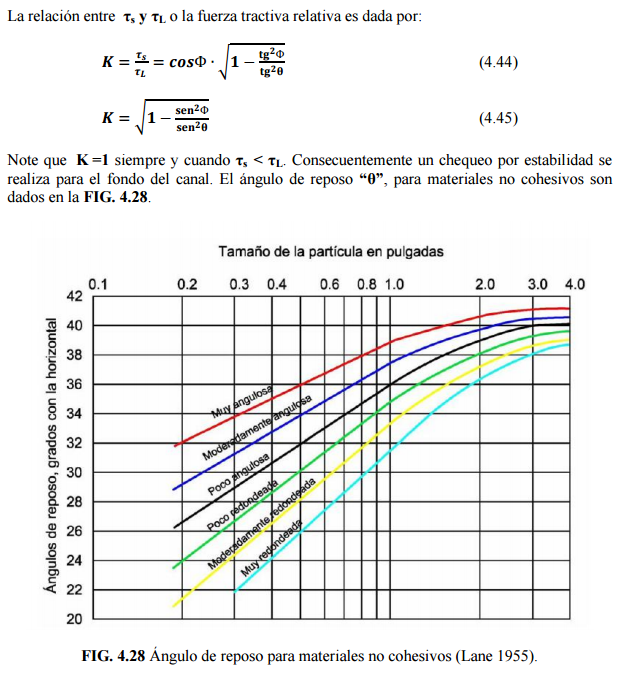 La relación entre τs y τL o la fuerza tractiva relativa es dada por:
K = τs/τL = cosΦ · √(1 − tg²Φ/tg²θ) (4.44)
K = √(1 − sen²Φ/sen²θ) (4.45)
Note que K =1 siempre y cuando τs < τL. Consecuentemente un chequeo por estabilidad se
realiza para el fondo del canal. El ángulo de reposo “θ”, para materiales no cohesivos son
dados en la FIG. 4.28.
Tamaño de la partícula en pulgadas
0.1 0.2 0.3 0.4 0.6 0.8 1.0 2.0 3.0 4.0
Ángulos de reposo, grados con la horizontal
42
40
38
36
34
32
30
28
26
24
22
20
Muy angulosa
Moderadamente angulosa
Poco angulosa
Poco redondeada
Moderadamente redondeada
Muy redondeada
FIG. 4.28 Ángulo de reposo para materiales no cohesivos (Lane 1955).